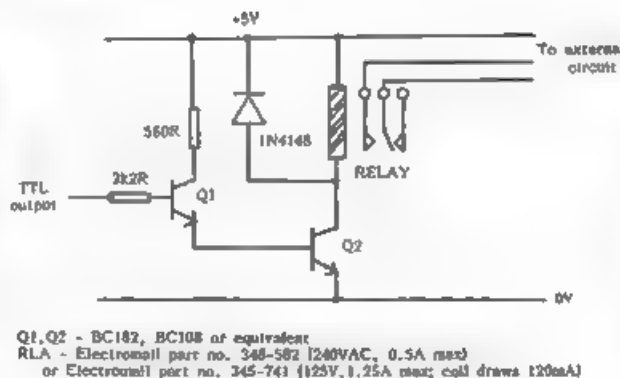 +5V
To external
circuit
560R
1N4148
RELAY
2k2R
TTL
output
Q1
Q2
0V
Q1,Q2 - BC182, BC108 or equivalent
RLA - Electromail part no. 348-582 (240VAC, 0.5A max)
or Electromail part no. 345-741 (125V,1.25A max; coil draws 120mA)